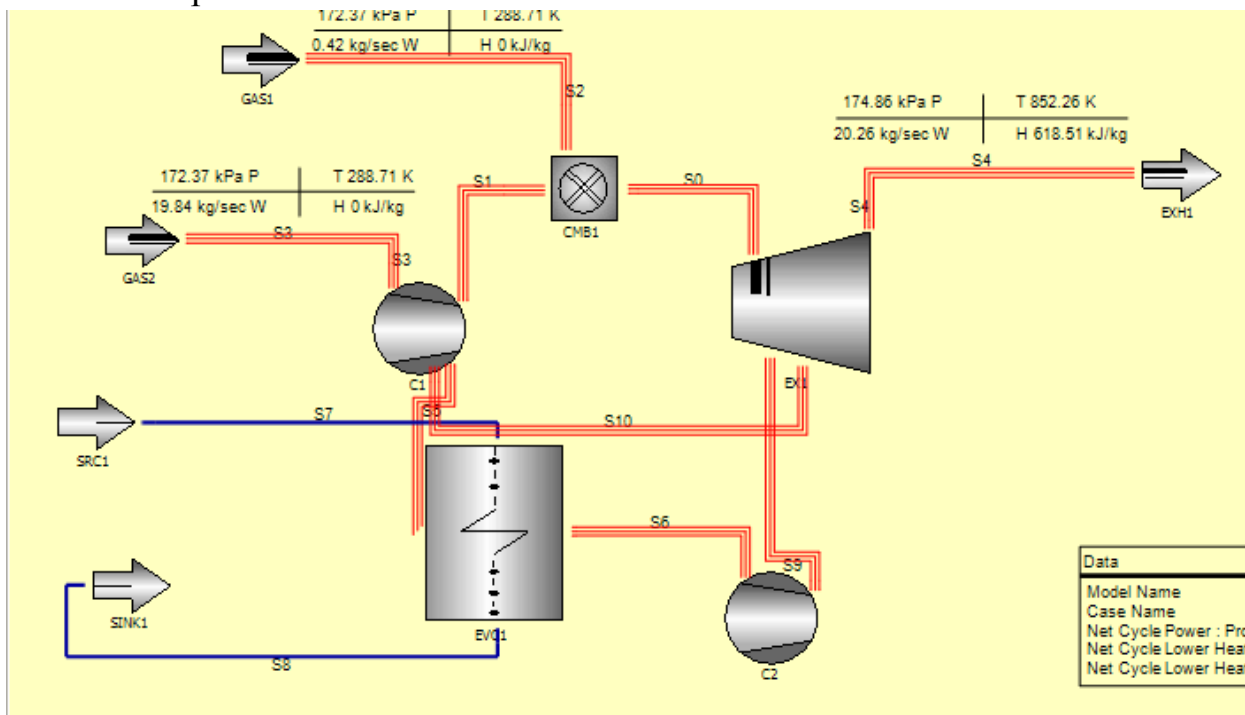 172.37 kPa P T 288.71 K
0.42 kg/sec W H 0 kJ/kg
GAS1
S2
174.86 kPa P T 852.26 K
20.26 kg/sec W H 618.51 kJ/kg
S4
S4
EXH1
172.37 kPa P T 288.71 K
19.84 kg/sec W H 0 kJ/kg
S1
S0
CMB1
S3
S3
GAS2
C1
EX1
S5
S10
S7
SRC1
S6
S9
SINK1
EVC1
S8
C2
Data
Model Name
Case Name
Net Cycle Power : Pro
Net Cycle Lower Heat
Net Cycle Lower Heat